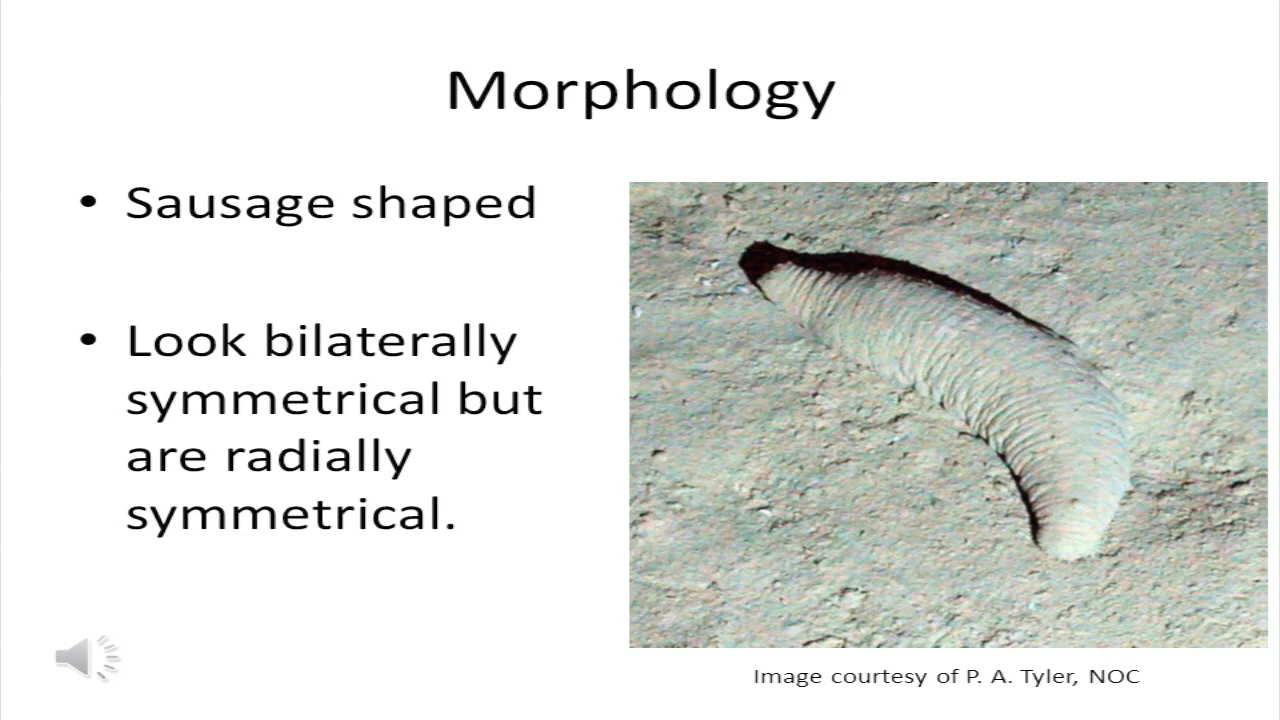 Morphology
• Sausage shaped
• Look bilaterally
symmetrical but
are radially
symmetrical.
Image courtesy of P. A. Tyler, NOC